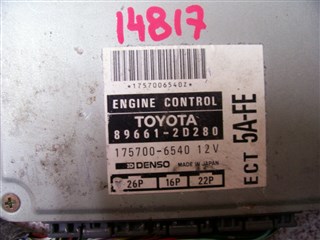 14817
*1757006540Z*
ENGINE CONTROL
TOYOTA
89661-2D280
175700-6540 12V
DENSO MADE IN JAPAN
26P 16P 22P
ECT 5A-FE